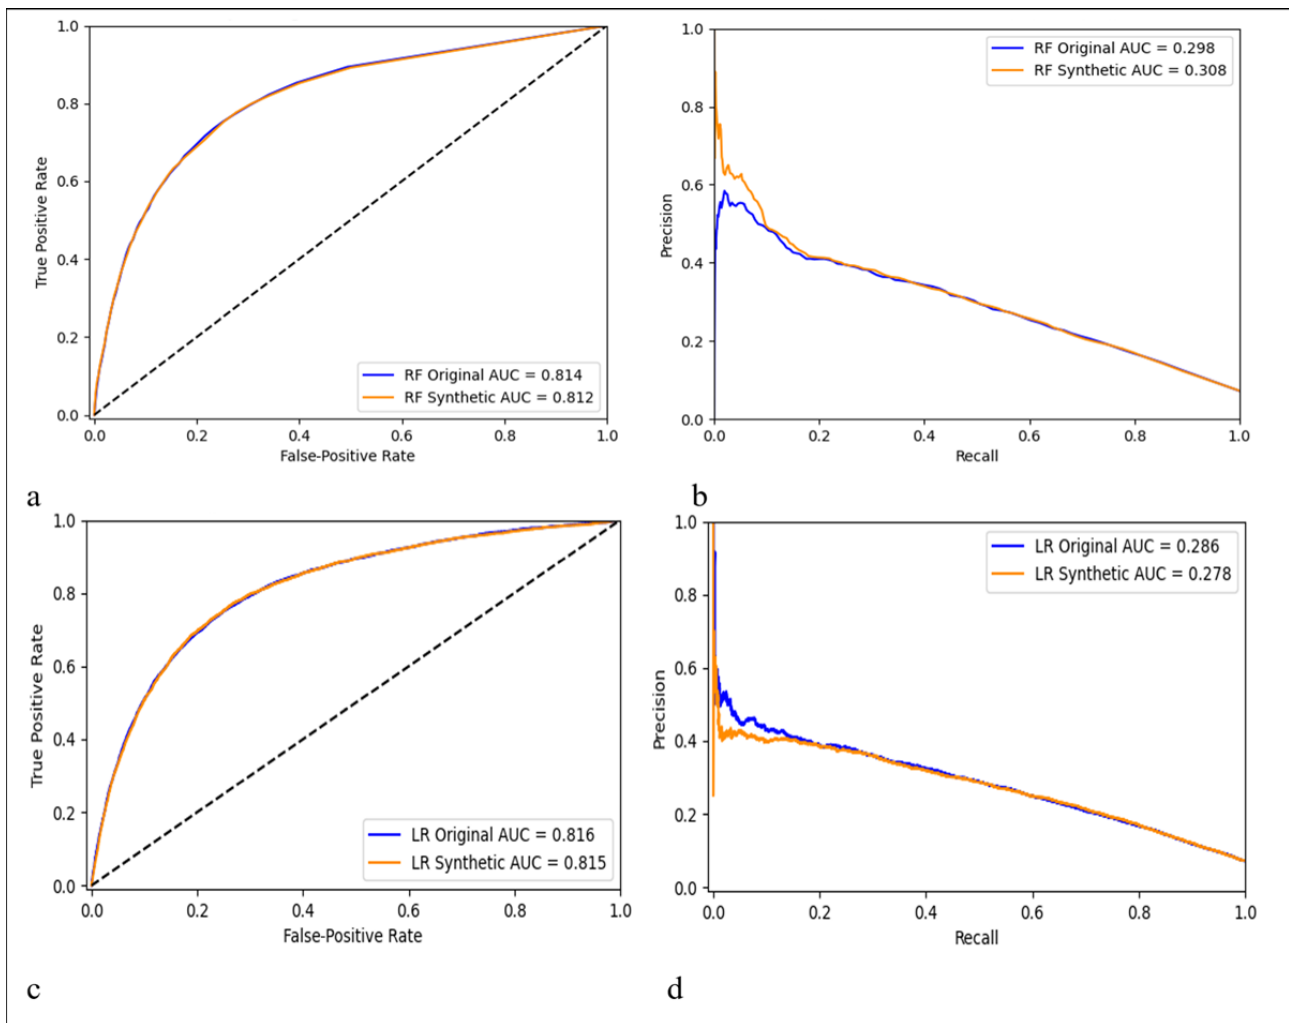 1.0
0.8
0.6
0.4
0.2
0.0
True Positive Rate
RF Original AUC = 0.814
RF Synthetic AUC = 0.812
0.0 0.2 0.4 0.6 0.8 1.0
False-Positive Rate
a
1.0
0.8
0.6
0.4
0.2
0.0
Precision
RF Original AUC = 0.298
RF Synthetic AUC = 0.308
0.0 0.2 0.4 0.6 0.8 1.0
Recall
b
1.0
0.8
0.6
0.4
0.2
0.0
True Positive Rate
LR Original AUC = 0.816
LR Synthetic AUC = 0.815
0.0 0.2 0.4 0.6 0.8 1.0
False-Positive Rate
c
1.0
0.8
0.6
0.4
0.2
0.0
Precision
LR Original AUC = 0.286
LR Synthetic AUC = 0.278
0.0 0.2 0.4 0.6 0.8 1.0
Recall
d